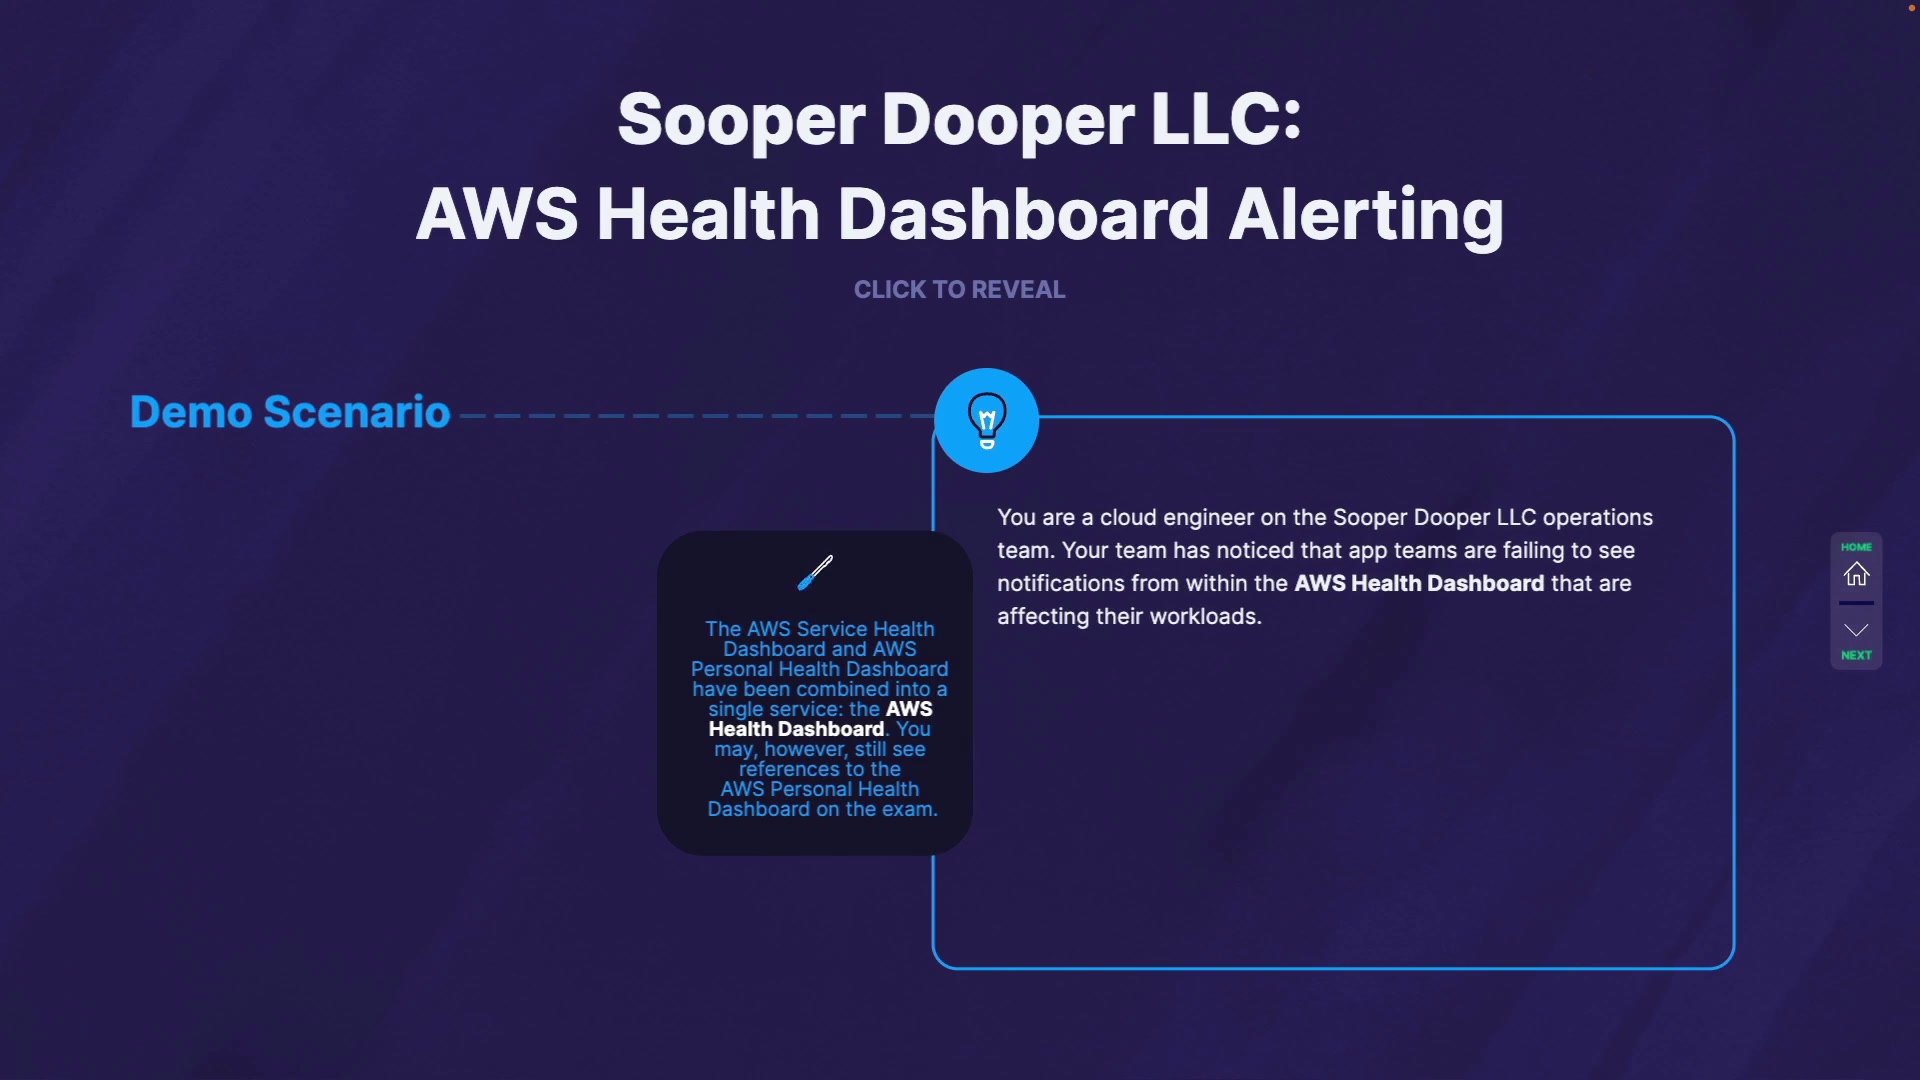 Sooper Dooper LLC:
AWS Health Dashboard Alerting
CLICK TO REVEAL
Demo Scenario
You are a cloud engineer on the Sooper Dooper LLC operations
team. Your team has noticed that app teams are failing to see
notifications from within the AWS Health Dashboard that are
affecting their workloads.
The AWS Service Health
Dashboard and AWS
Personal Health Dashboard
have been combined into a
single service: the AWS
Health Dashboard. You
may, however, still see
references to the
AWS Personal Health
Dashboard on the exam.
HOME
NEXT